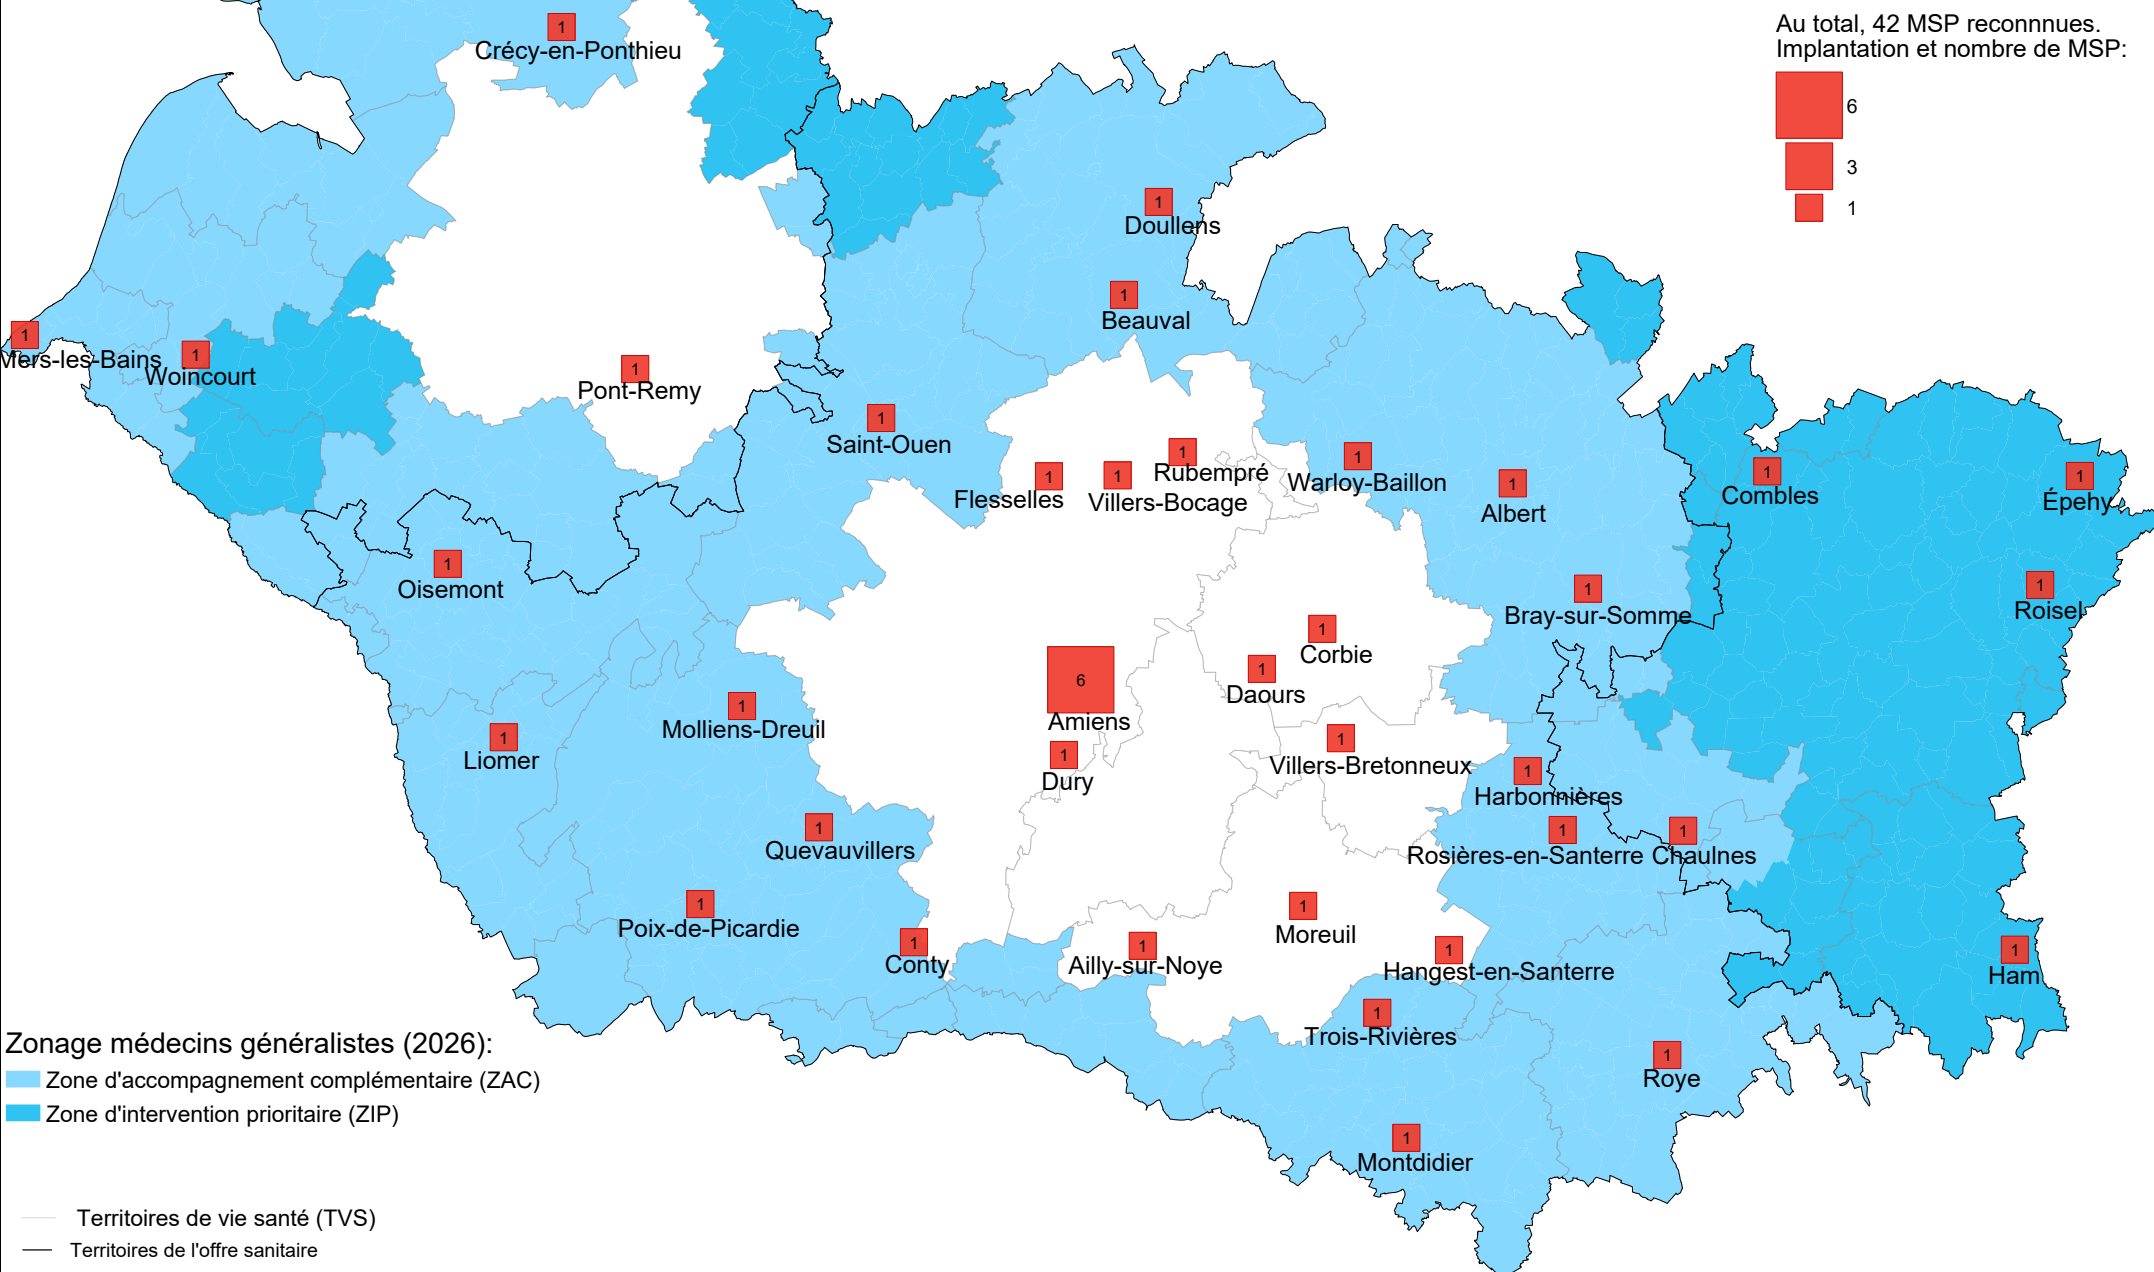 Au total, 42 MSP reconnnues.
Implantation et nombre de MSP:
6
3
1
1
Crécy-en-Ponthieu
1
Doullens
1
Beauval
1
Mers-les-Bains
1
Woincourt
1
Pont-Remy
1
Saint-Ouen
1
Flesselles
1
Villers-Bocage
1
Rubempré
1
Warloy-Baillon
1
Albert
1
Combles
1
Épehy
1
Oisemont
1
Bray-sur-Somme
1
Roisel
1
Corbie
1
Daours
6
Amiens
1
Dury
1
Molliens-Dreuil
1
Liomer
1
Villers-Bretonneux
1
Harbonnières
1
Quevauvillers
1
Rosières-en-Santerre
1
Chaulnes
1
Poix-de-Picardie
1
Conty
1
Ailly-sur-Noye
1
Moreuil
1
Hangest-en-Santerre
1
Ham
1
Trois-Rivières
1
Roye
1
Montdidier
Zonage médecins généralistes (2026):
Zone d'accompagnement complémentaire (ZAC)
Zone d'intervention prioritaire (ZIP)
Territoires de vie santé (TVS)
Territoires de l'offre sanitaire